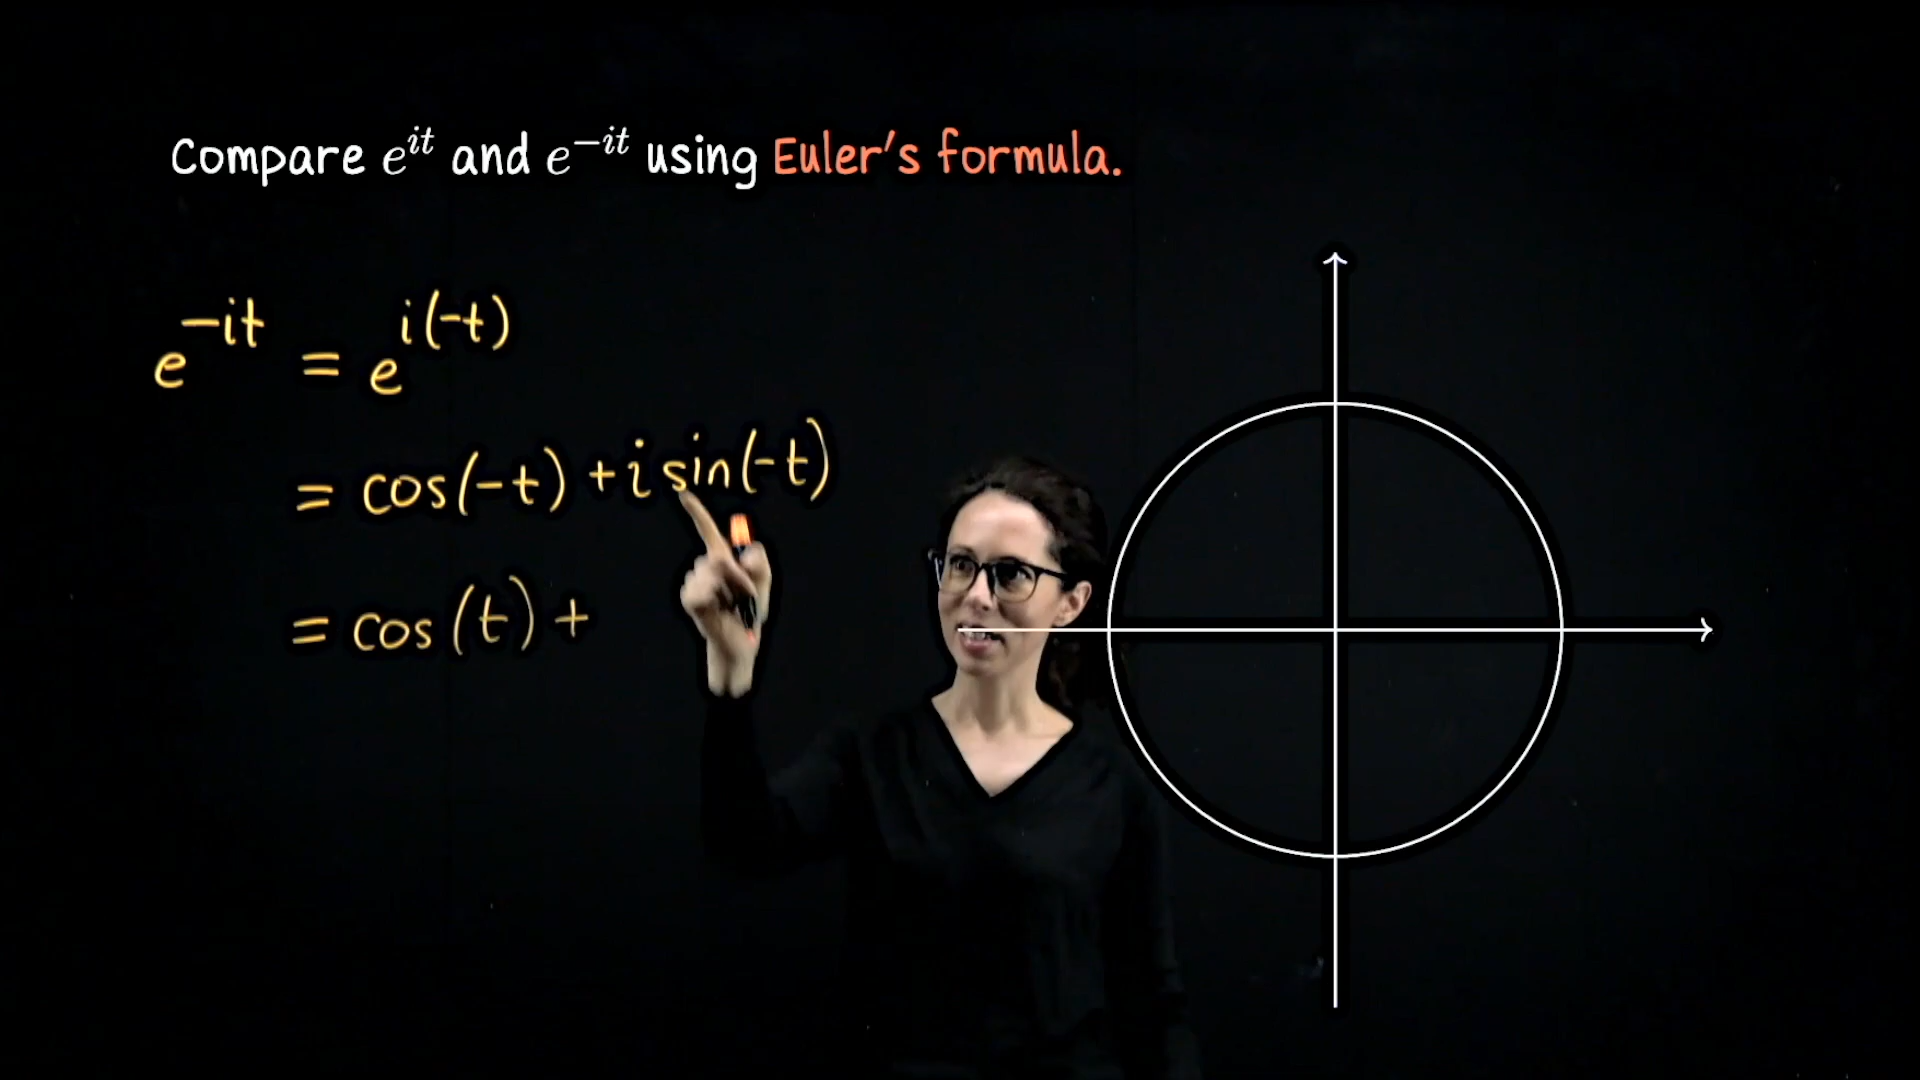 Compare e^{it} and e^{-it} using Euler's formula.
e^{-it} = e^{i(-t)}
= cos(-t) + i sin(-t)
= cos(t) +